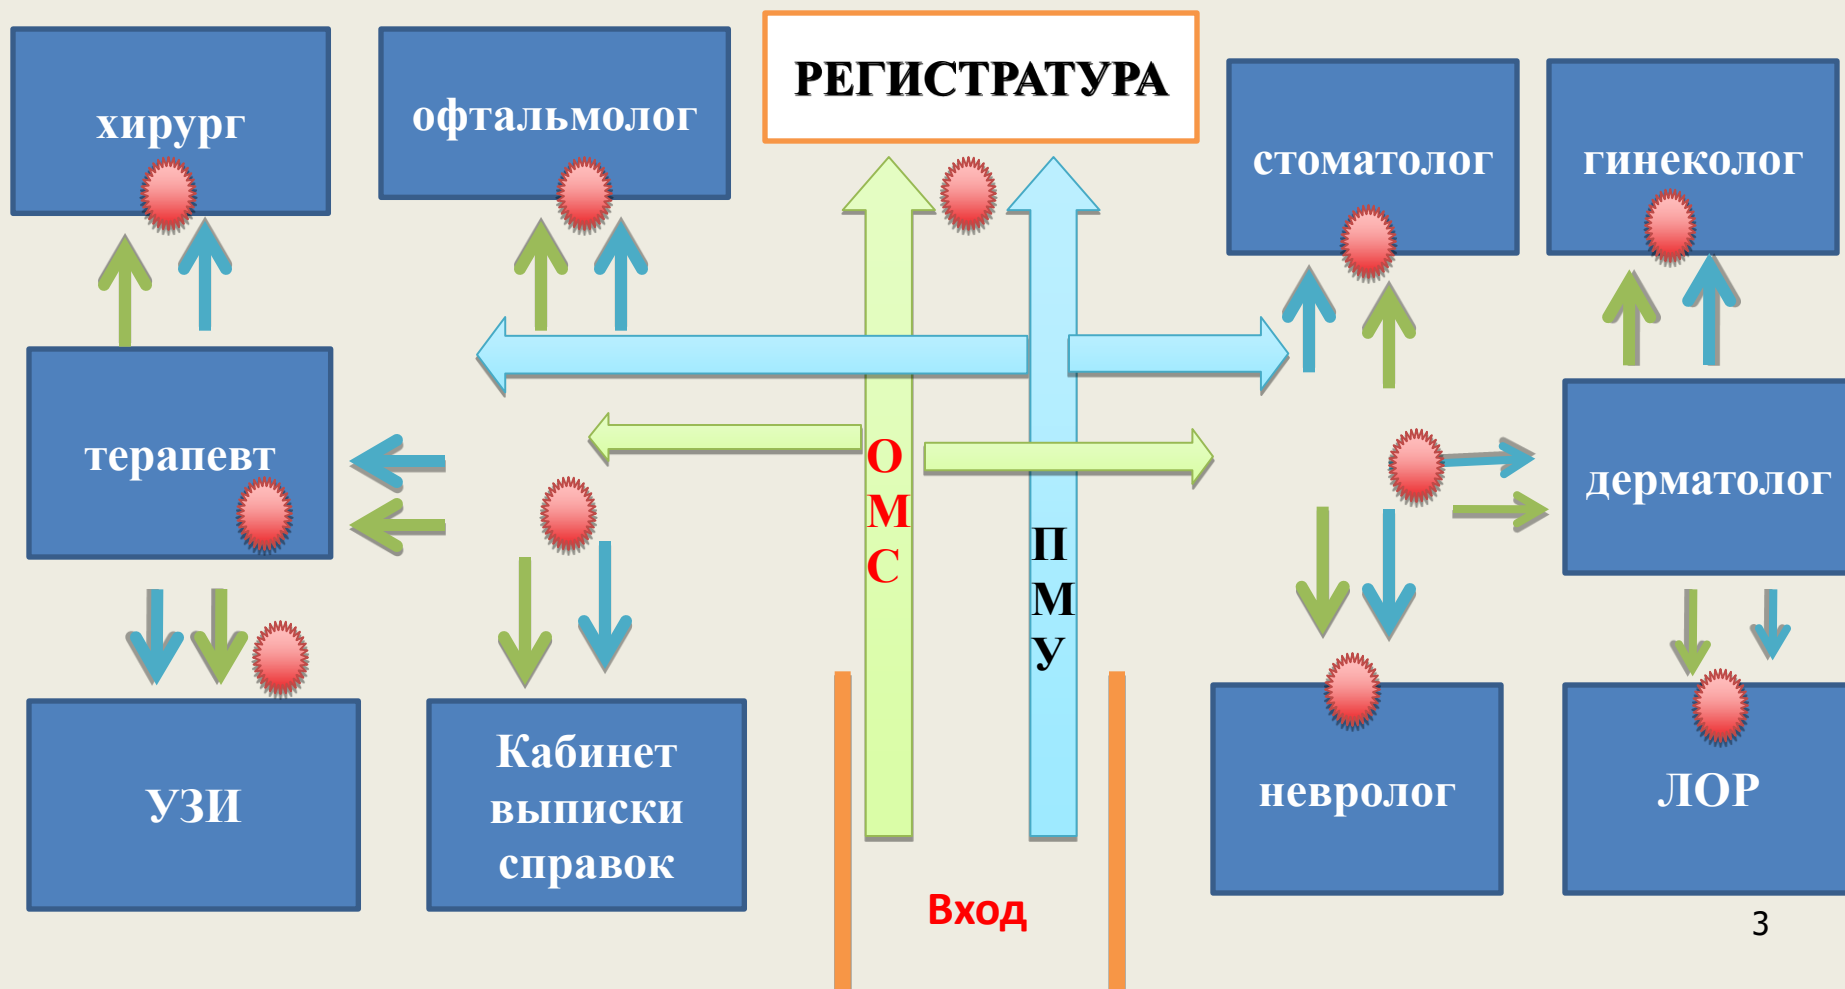 РЕГИСТРАТУРА
хирург
офтальмолог
стоматолог
гинеколог
терапевт
О
М
С
П
М
У
дерматолог
УЗИ
Кабинет
выписки
справок
невролог
ЛОР
Вход
3